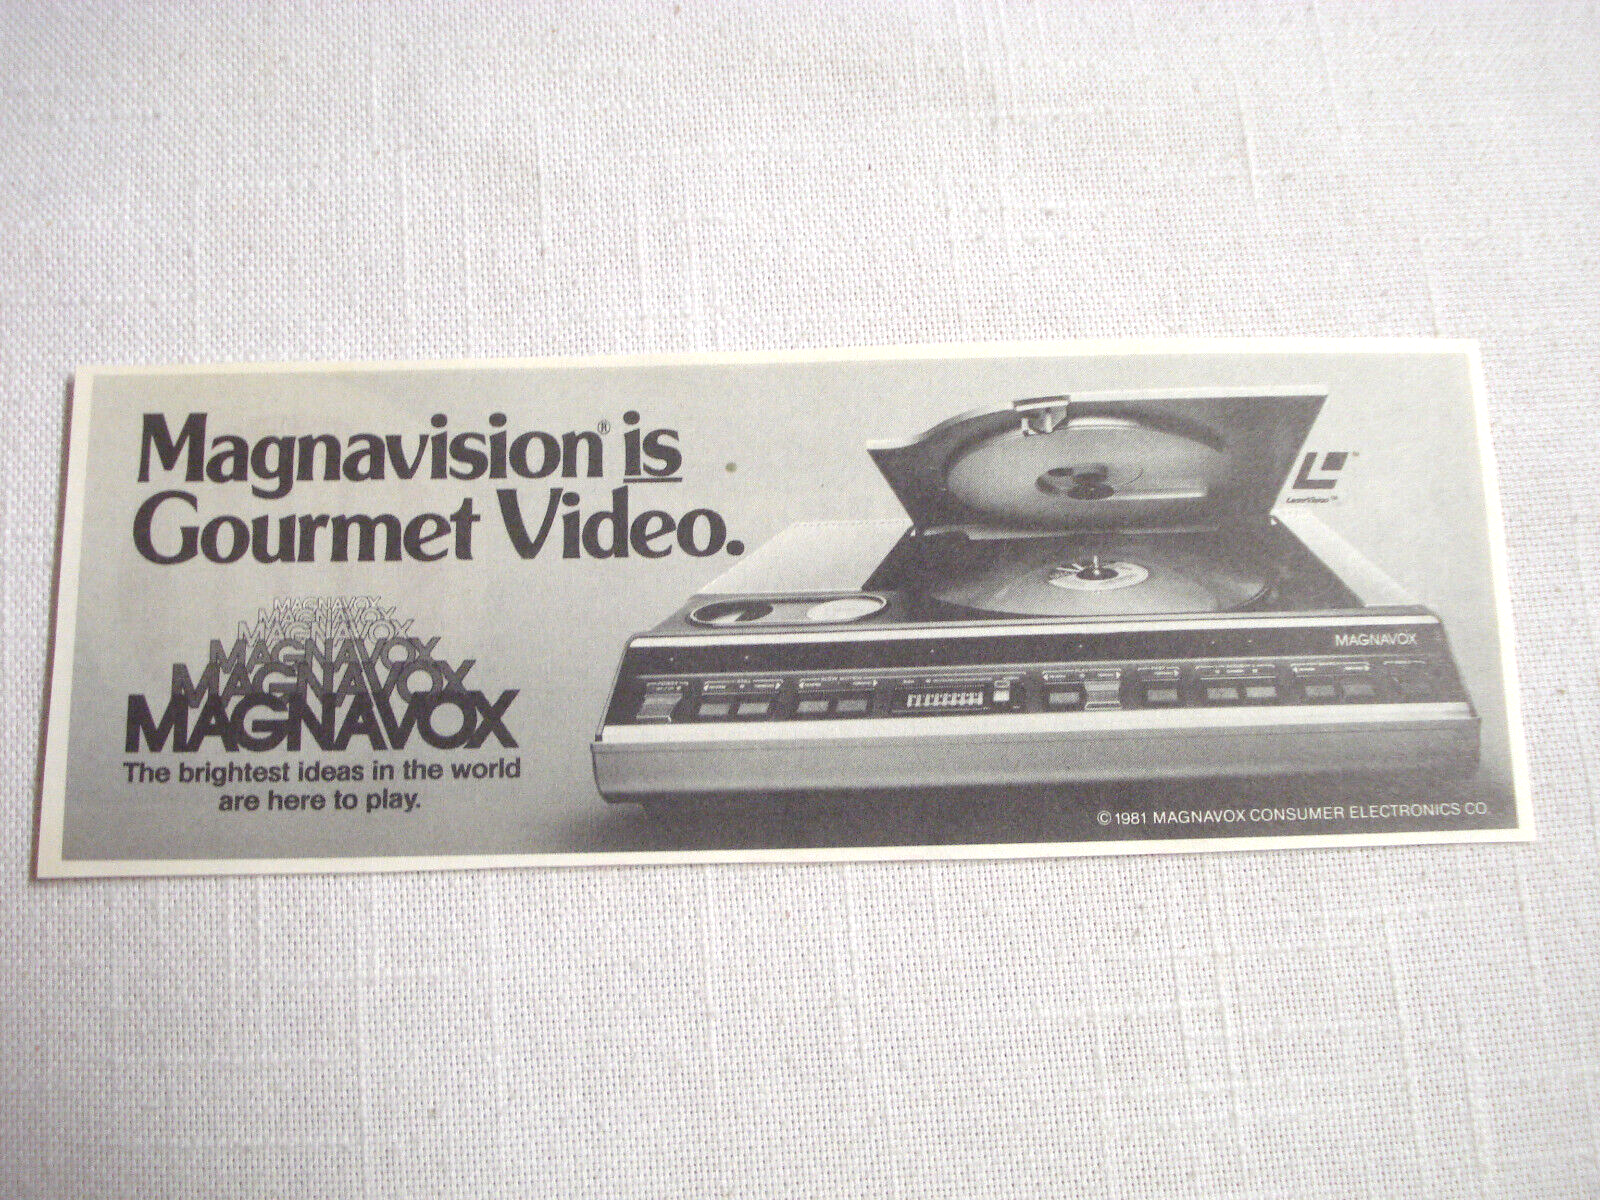 Magnavision® is
Gourmet Video.
MAGNAVOX
MAGNAVOX
MAGNAVOX
MAGNAVOX
MAGNAVOX
MAGNAVOX
The brightest ideas in the world
are here to play.
LaserVision™
MAGNAVOX
© 1981 MAGNAVOX CONSUMER ELECTRONICS CO.